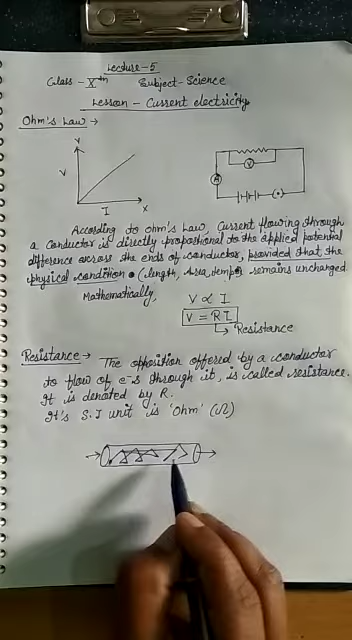 Lecture-5
Class - Xth Subject - Science
Lesson - Current electricity
Ohm's Law →
V
V
I
X
V
A
According to Ohm's Law, Current flowing through
a Conductor is directly proportional to the applied potential
difference across the ends of conductor, provided that the
physical condition (length, Area, temp) remains unchanged
Mathematically,
V ∝ I
V = RI
→ Resistance
Resistance → The opposition offered by a conductor
to flow of e-s through it, is called resistance.
It is denoted by R.
It's S.I unit is 'Ohm' (Ω)